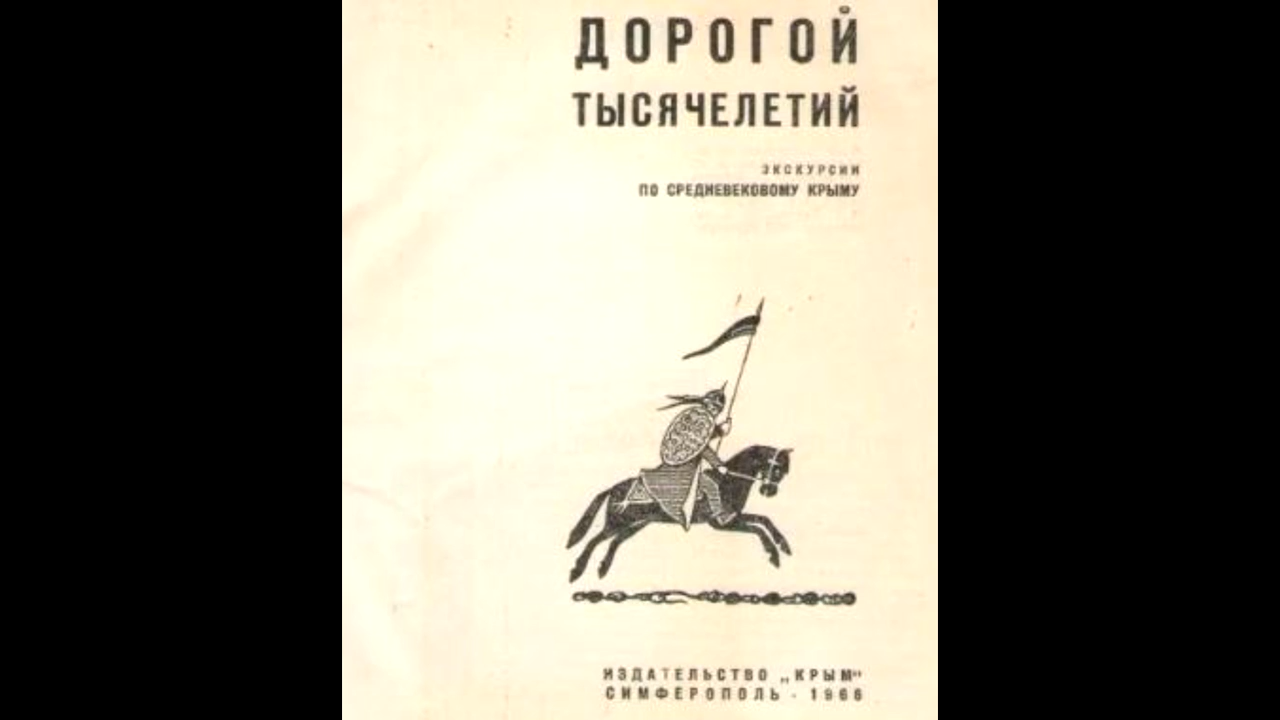 ДОРОГОЙ
ТЫСЯЧЕЛЕТИЙ
ЭКСКУРСИИ
ПО СРЕДНЕВЕКОВОМУ КРЫМУ
ИЗДАТЕЛЬСТВО „КРЫМ“
СИМФЕРОПОЛЬ - 1966